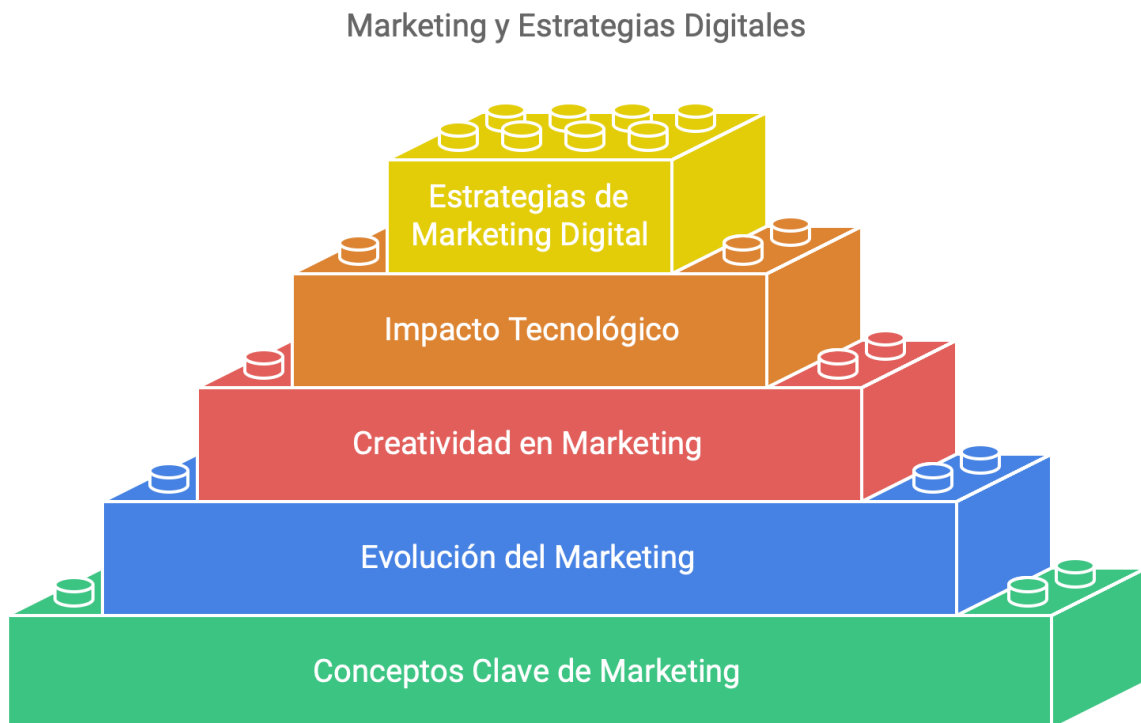 Marketing y Estrategias Digitales
Estrategias de
Marketing Digital
Impacto Tecnológico
Creatividad en Marketing
Evolución del Marketing
Conceptos Clave de Marketing